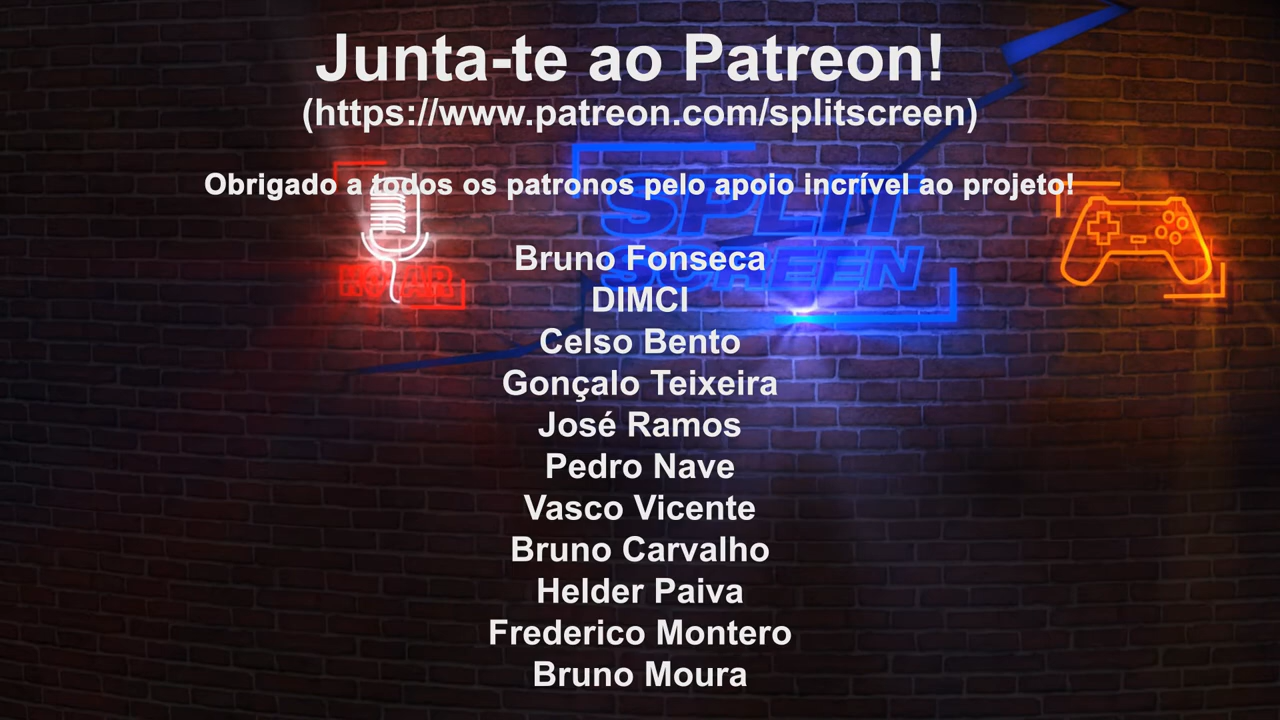 Junta-te ao Patreon!
(https://www.patreon.com/splitscreen)
Obrigado a todos os patronos pelo apoio incrível ao projeto!
SPLIT
SCREEN
Bruno Fonseca
DIMCI
Celso Bento
Gonçalo Teixeira
José Ramos
Pedro Nave
Vasco Vicente
Bruno Carvalho
Helder Paiva
Frederico Montero
Bruno Moura